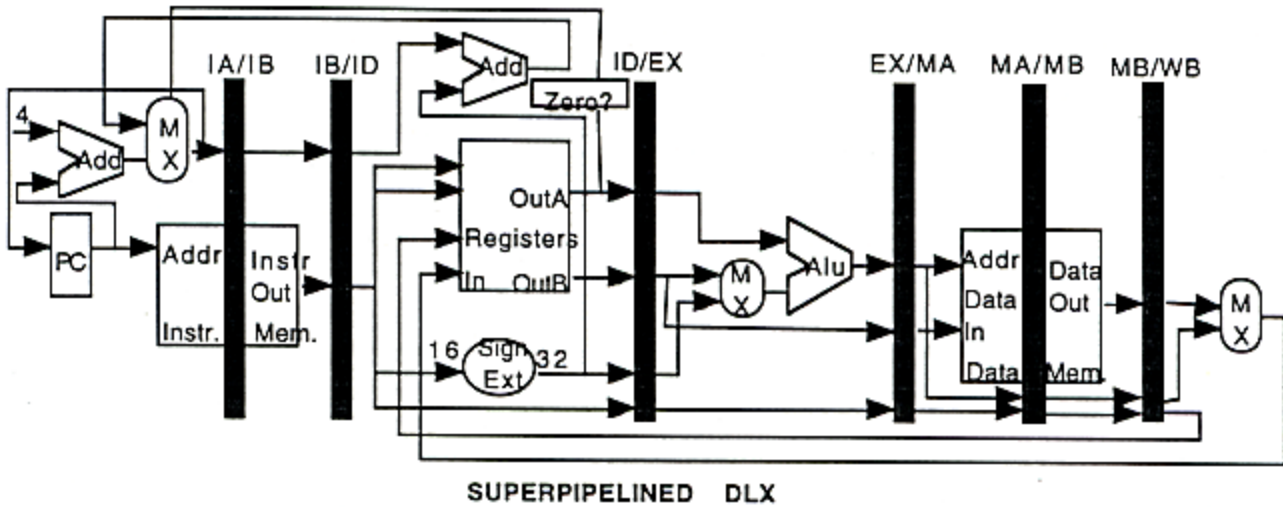 IA/IB
IB/ID
ID/EX
EX/MA
MA/MB
MB/WB
4
Add
M
X
Add
Zero?
PC
Addr
Instr
Out
Instr.
Mem.
OutA
Registers
In
OutB
16
Sign
Ext
32
M
X
Alu
Addr
Data
In
Data
Out
Data
Mem.
M
X
SUPERPIPELINED DLX